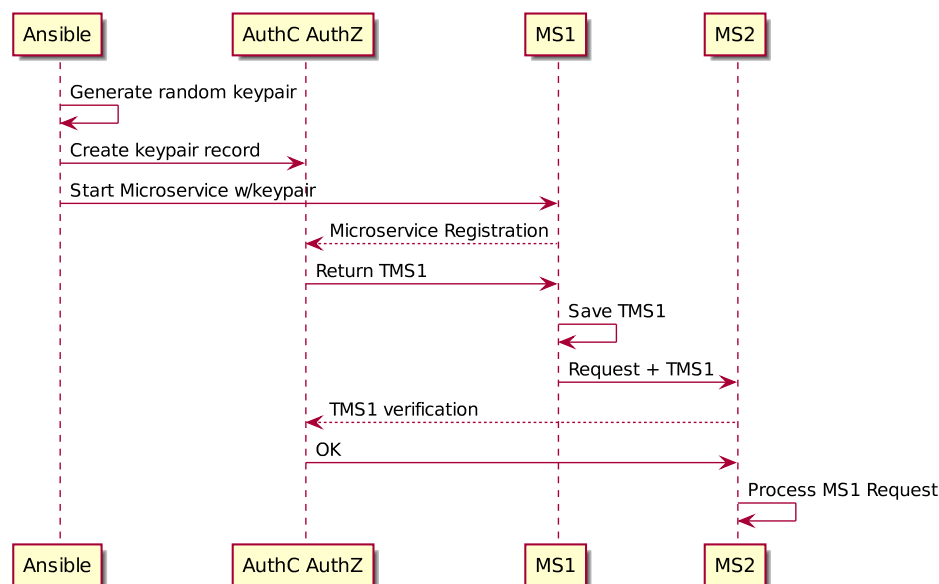 Ansible
AuthC AuthZ
MS1
MS2
Generate random keypair
Create keypair record
Start Microservice w/keypair
Microservice Registration
Return TMS1
Save TMS1
Request + TMS1
TMS1 verification
OK
Process MS1 Request
Ansible
AuthC AuthZ
MS1
MS2